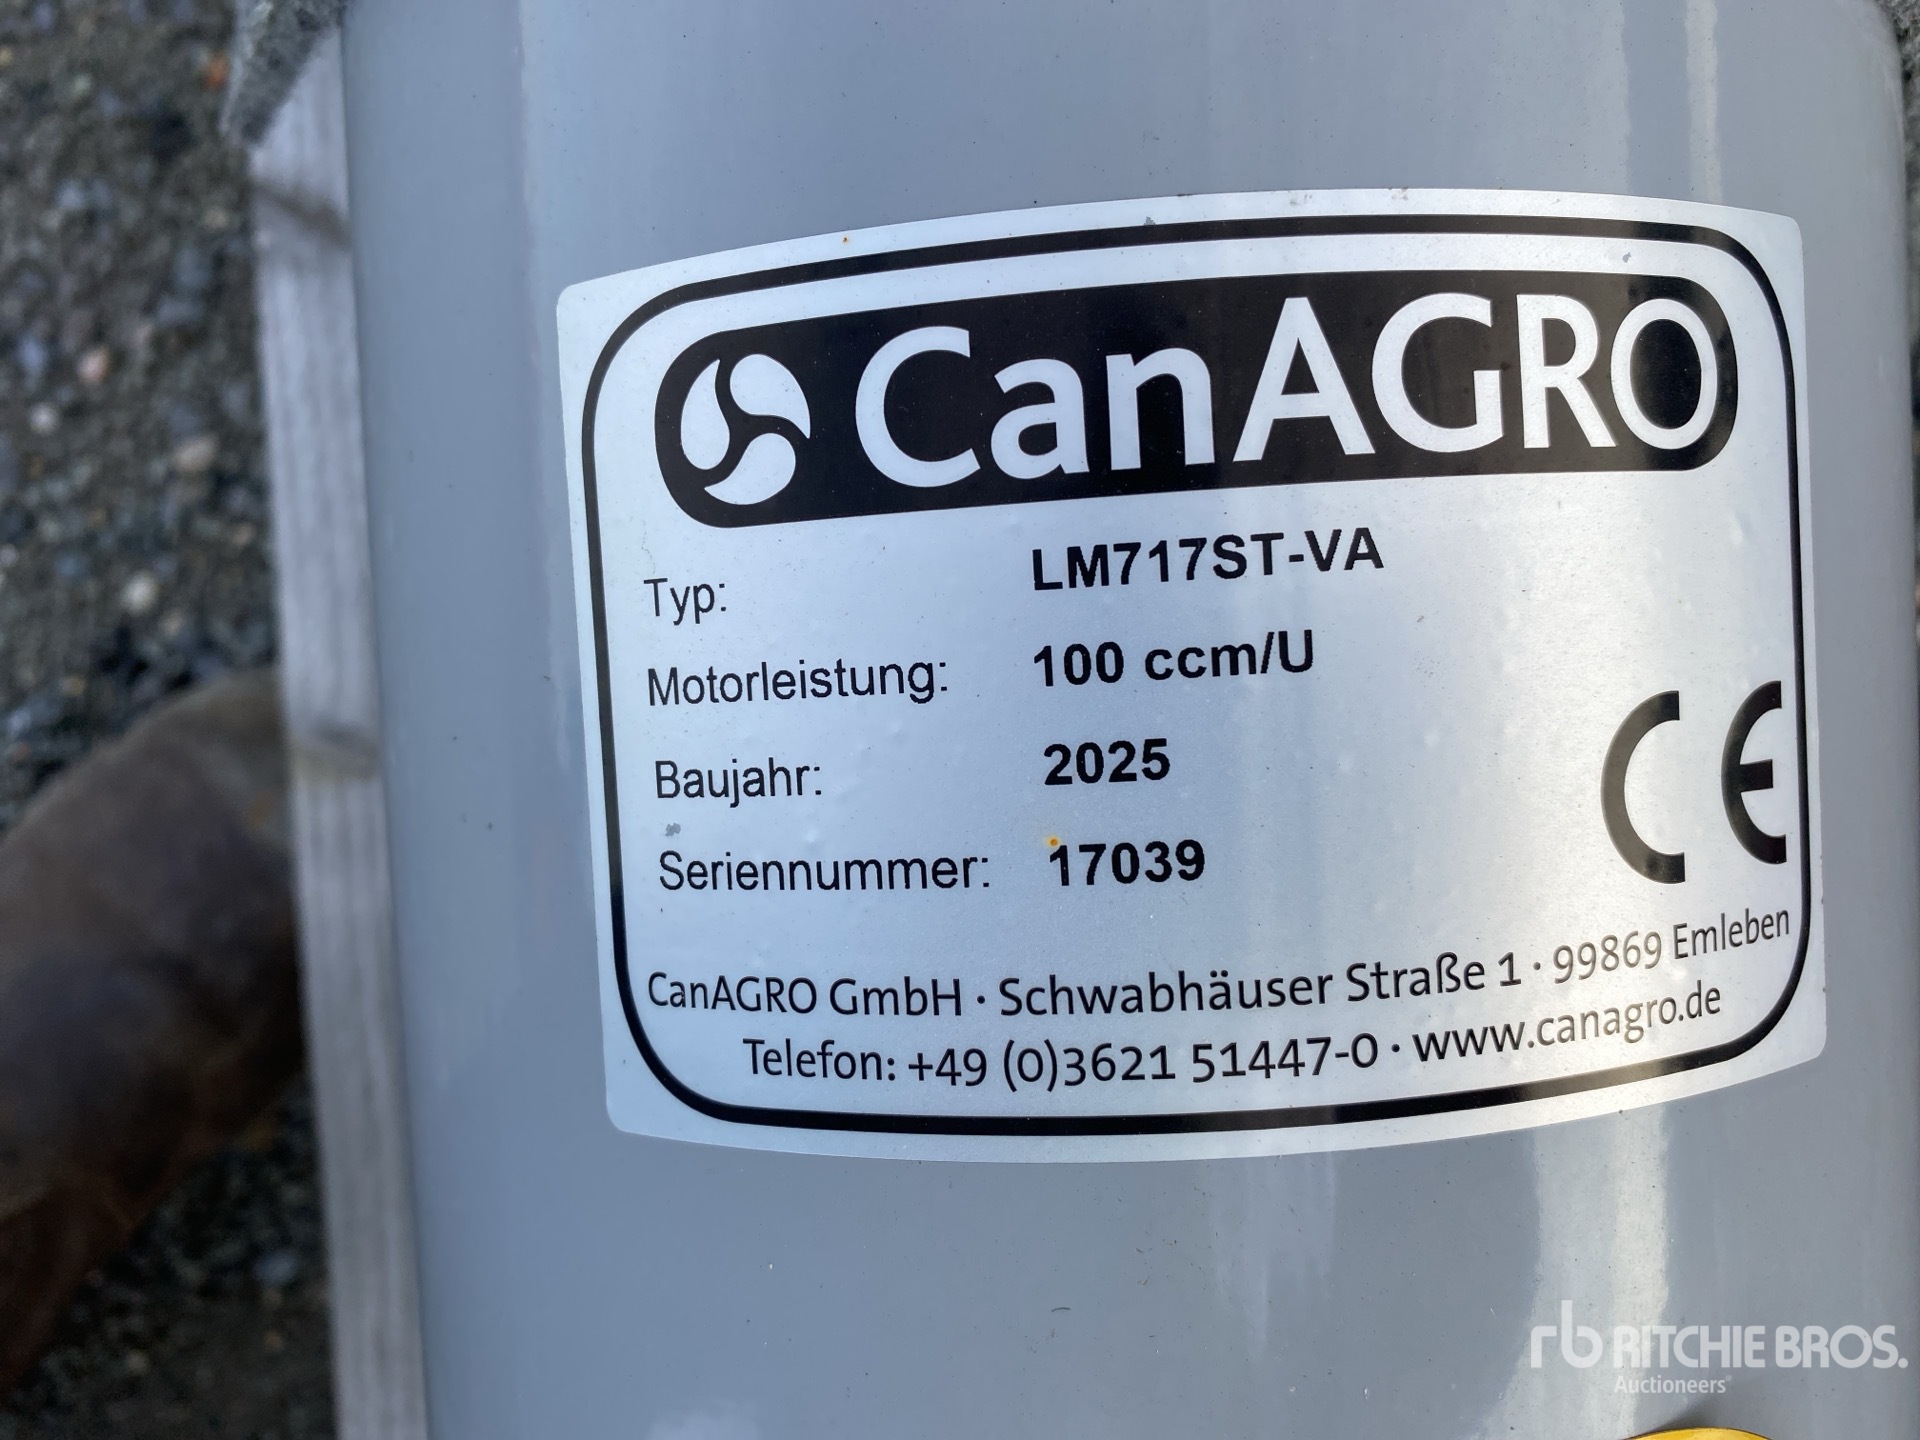 CanAGRO
Typ: LM717ST-VA
Motorleistung: 100 ccm/U
Baujahr: 2025
Seriennummer: 17039
CE
CanAGRO GmbH · Schwabhäuser Straße 1 · 99869 Emleben
Telefon: +49 (0)3621 51447-0 · www.canagro.de
rb RITCHIE BROS.
Auctioneers